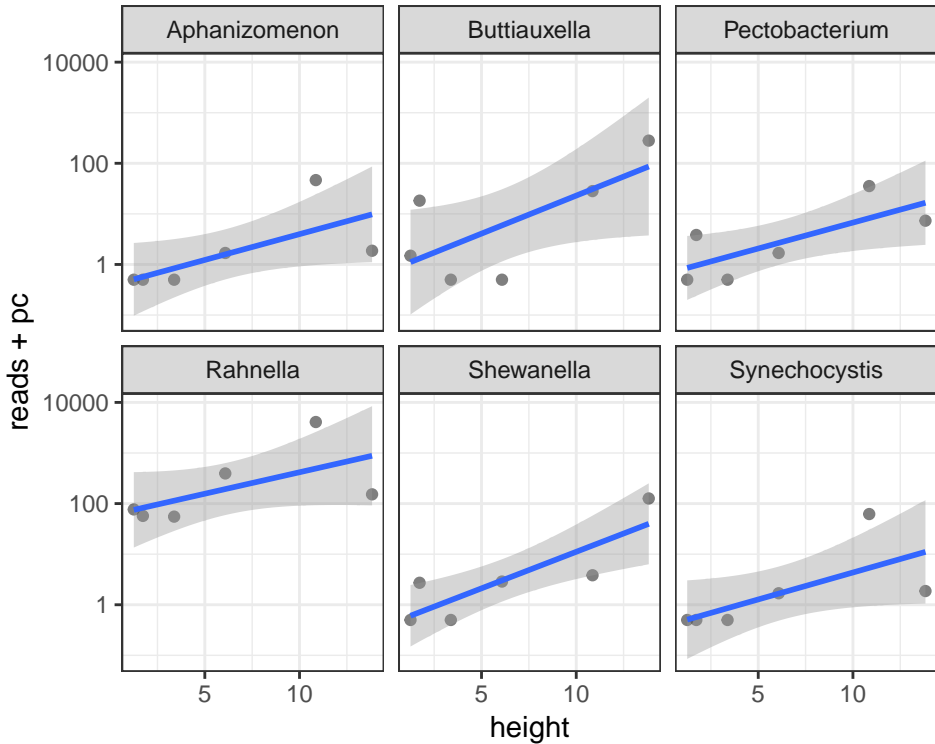 Aphanizomenon Buttiauxella Pectobacterium
10000
100
1
Rahnella Shewanella Synechocystis
10000
100
1
5 10 5 10 5 10
height
reads + pc